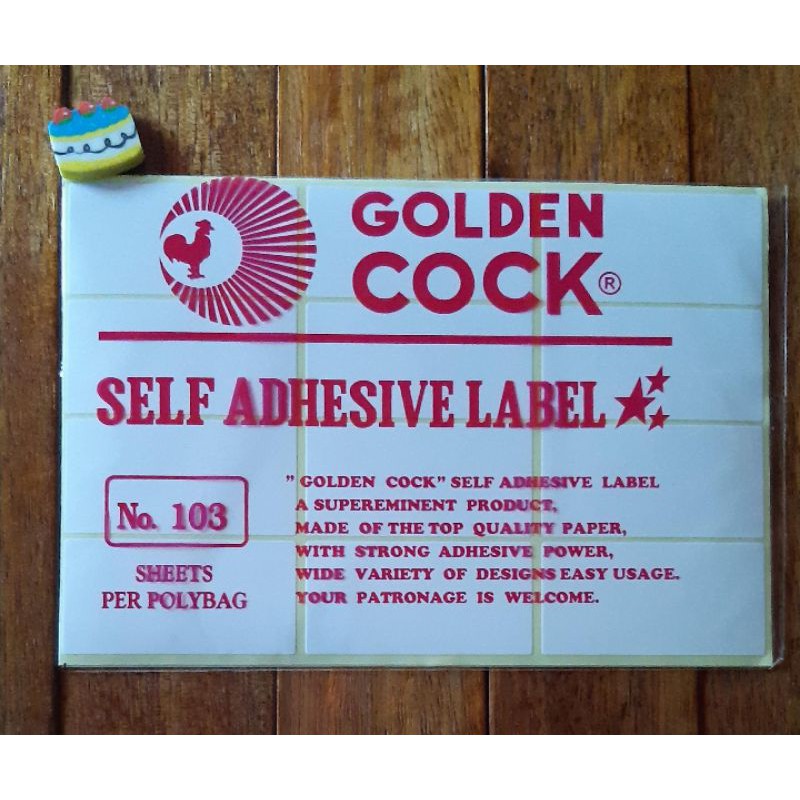 GOLDEN
COCK®
SELF ADHESIVE LABEL
No. 103
SHEETS
PER POLYBAG
" GOLDEN COCK" SELF ADHESIVE LABEL
A SUPEREMINENT PRODUCT,
MADE OF THE TOP QUALITY PAPER,
WITH STRONG ADHESIVE POWER,
WIDE VARIETY OF DESIGNS EASY USAGE.
YOUR PATRONAGE IS WELCOME.